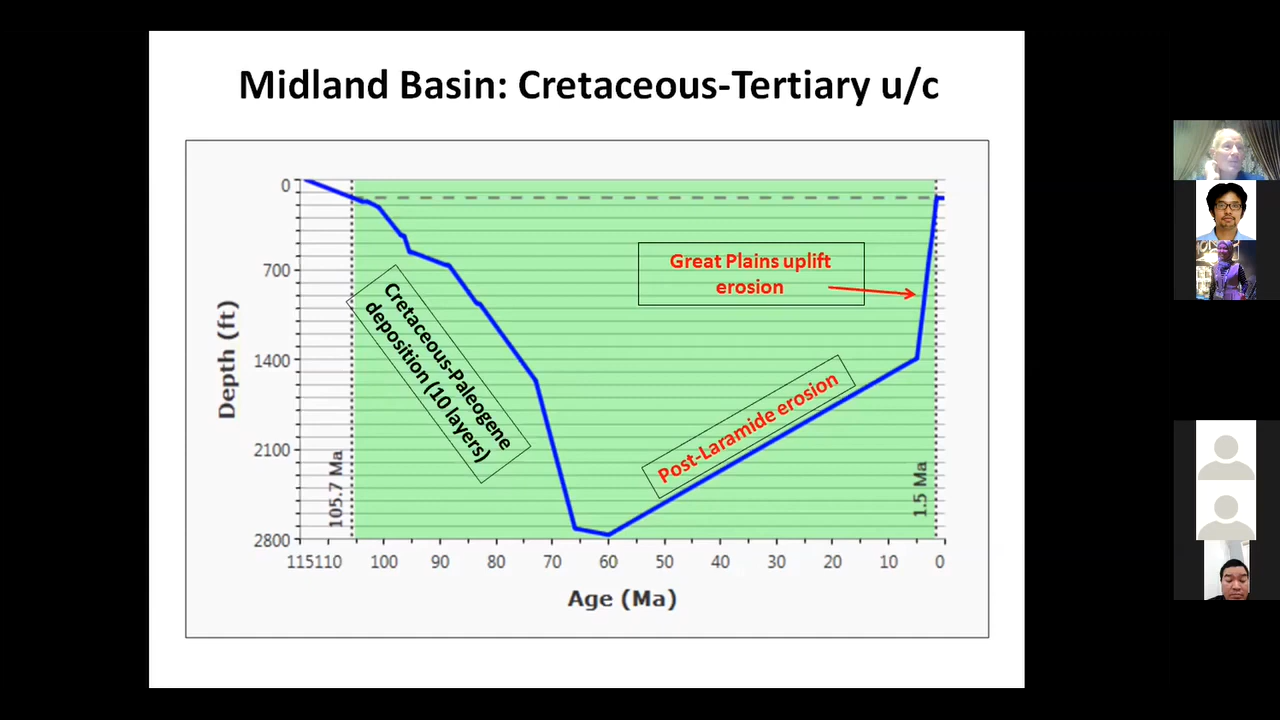 Midland Basin: Cretaceous-Tertiary u/c
0
700
1400
2100
2800
Depth (ft)
105.7 Ma
1.5 Ma
Great Plains uplift
erosion
Cretaceous-Paleogene
deposition (10 layers)
Post-Laramide erosion
115110 100 90 80 70 60 50 40 30 20 10 0
Age (Ma)